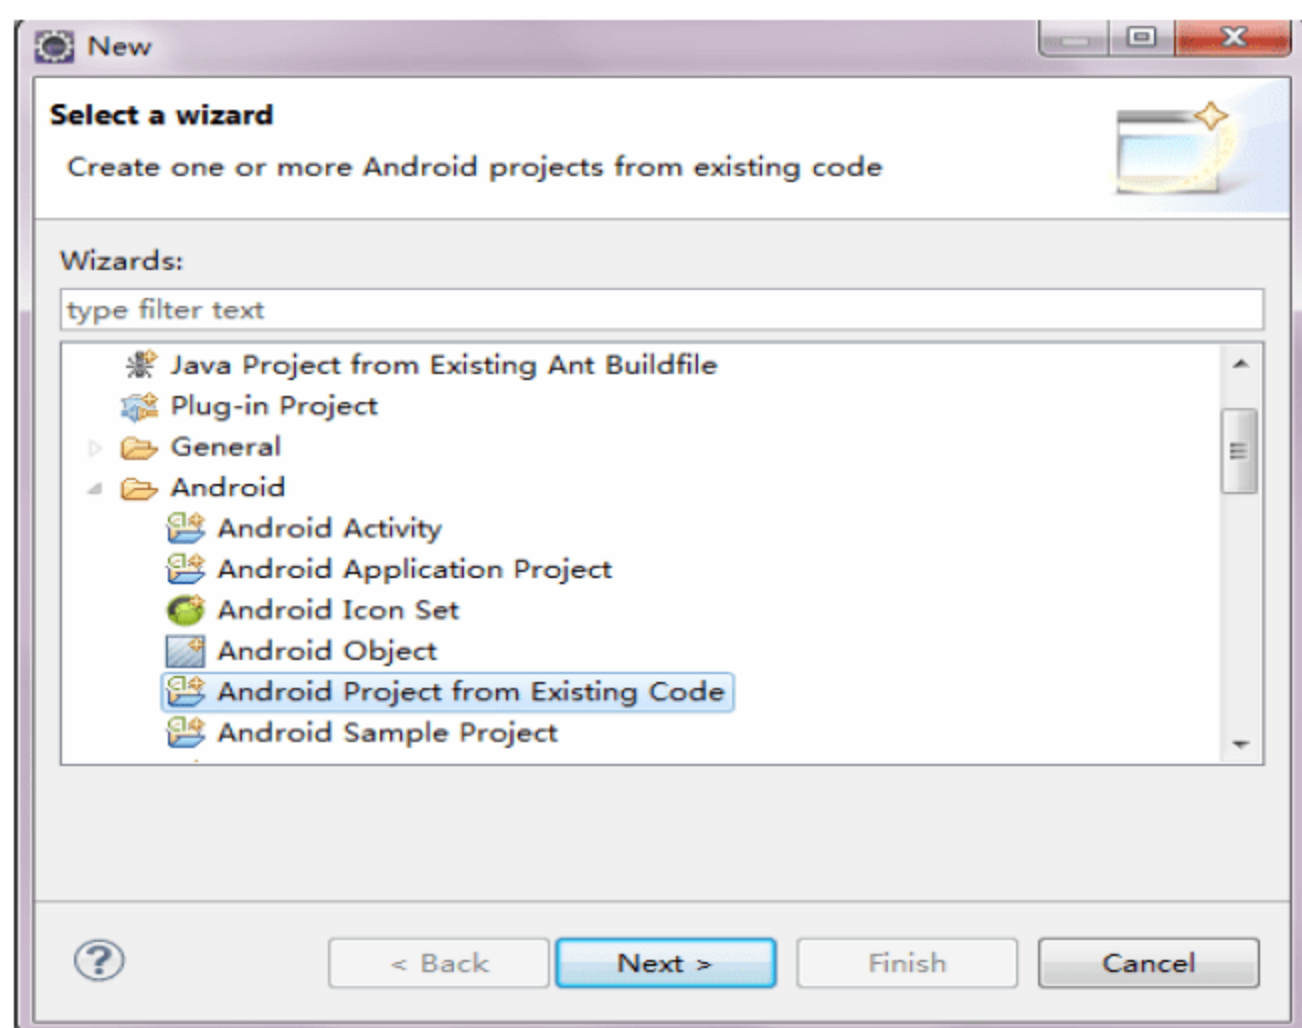 New
Select a wizard
Create one or more Android projects from existing code
Wizards:
type filter text
Java Project from Existing Ant Buildfile
Plug-in Project
General
Android
Android Activity
Android Application Project
Android Icon Set
Android Object
Android Project from Existing Code
Android Sample Project
< Back Next > Finish Cancel